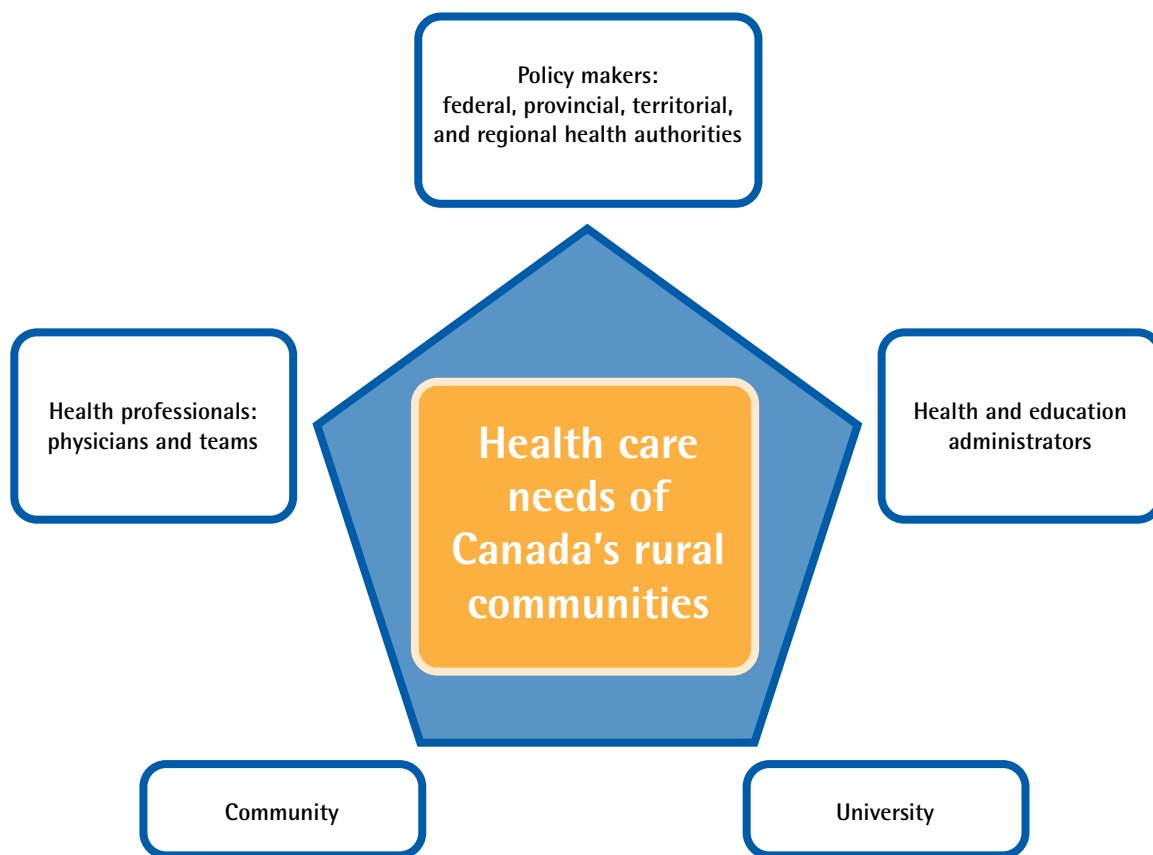 Policy makers:
federal, provincial, territorial,
and regional health authorities
Health professionals:
physicians and teams
Health care
needs of
Canada's rural
communities
Health and education
administrators
Community
University